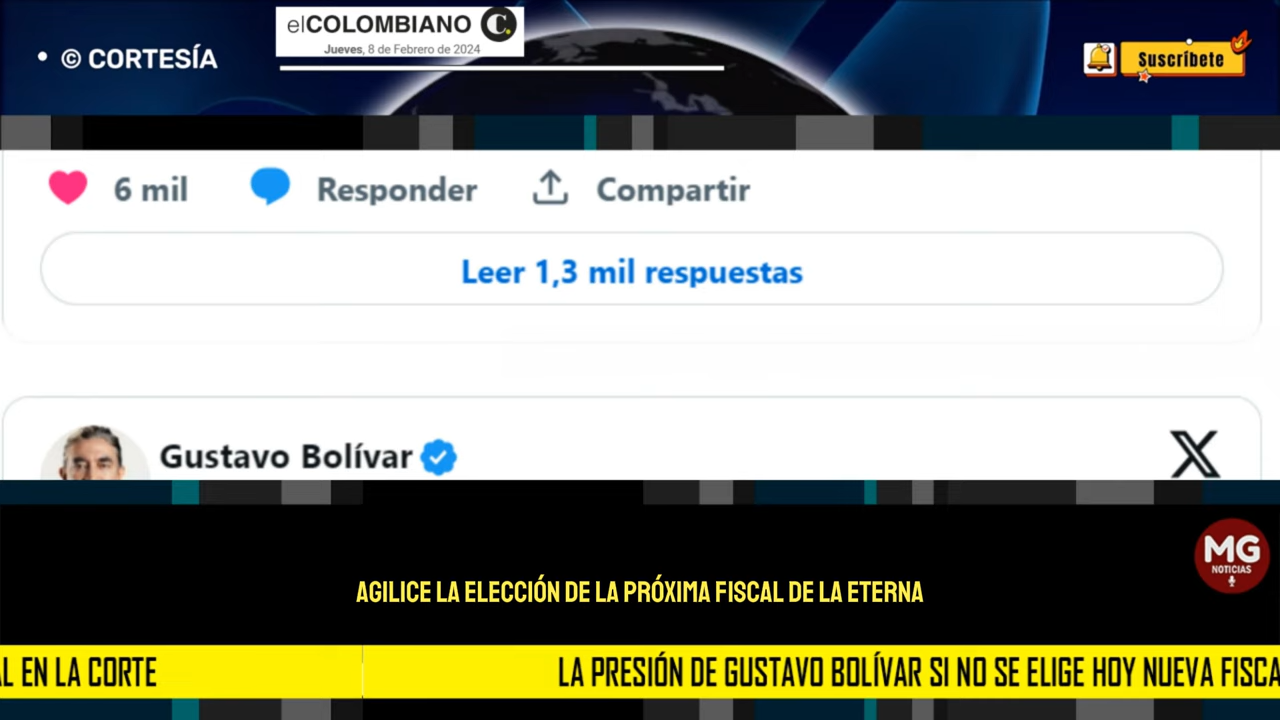 elCOLOMBIANO C.
Jueves, 8 de Febrero de 2024
• © CORTESÍA
Suscríbete
6 mil Responder Compartir
Leer 1,3 mil respuestas
Gustavo Bolívar
X
MG
NOTICIAS
AGILICE LA ELECCIÓN DE LA PRÓXIMA FISCAL DE LA ETERNA
L EN LA CORTE LA PRESIÓN DE GUSTAVO BOLÍVAR SI NO SE ELIGE HOY NUEVA FISCA